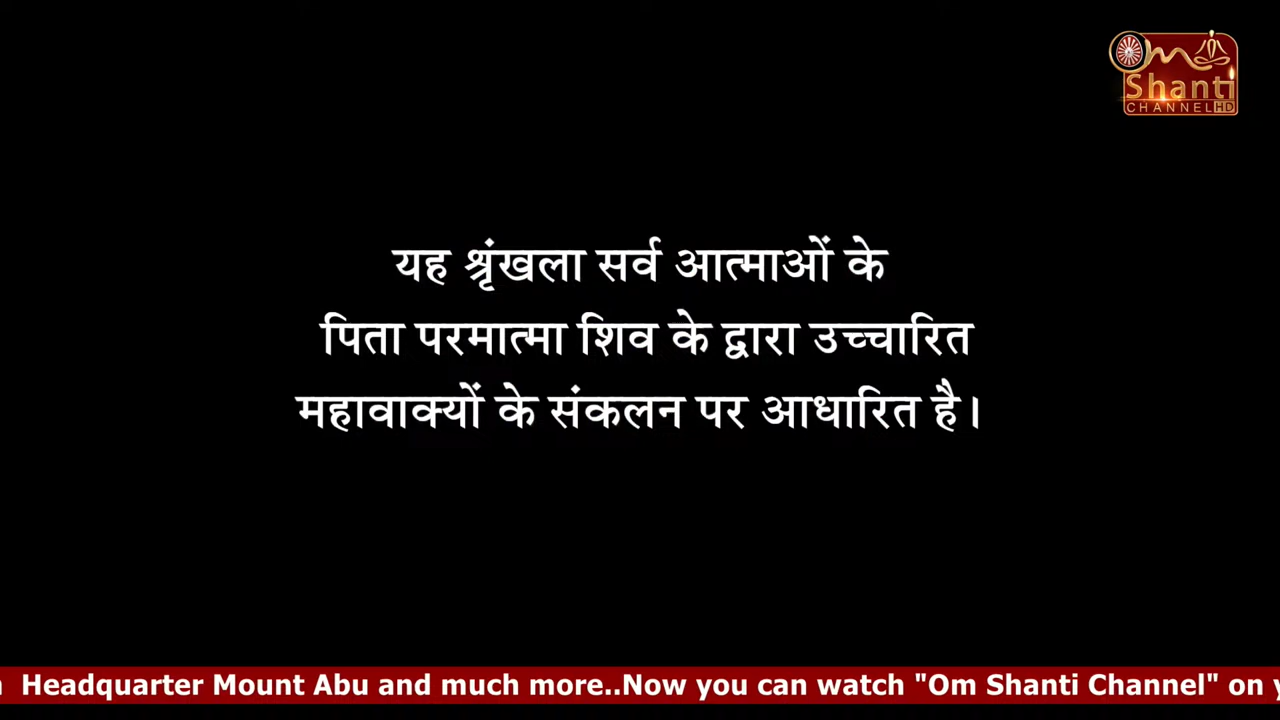 Om
Shanti
CHANNEL HD
यह श्रृंखला सर्व आत्माओं के
पिता परमात्मा शिव के द्वारा उच्चारित
महावाक्यों के संकलन पर आधारित है।
Headquarter Mount Abu and much more..Now you can watch "Om Shanti Channel" on